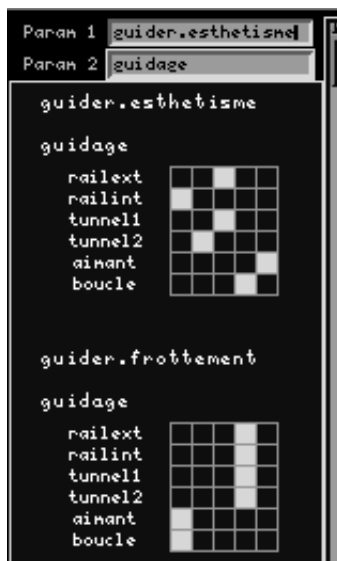 Param 1 guider.esthetisme
Param 2 guidage
guider.esthetisme
guidage
railext
railint
tunnel1
tunnel2
aimant
boucle
guider.frottement
guidage
railext
railint
tunnel1
tunnel2
aimant
boucle